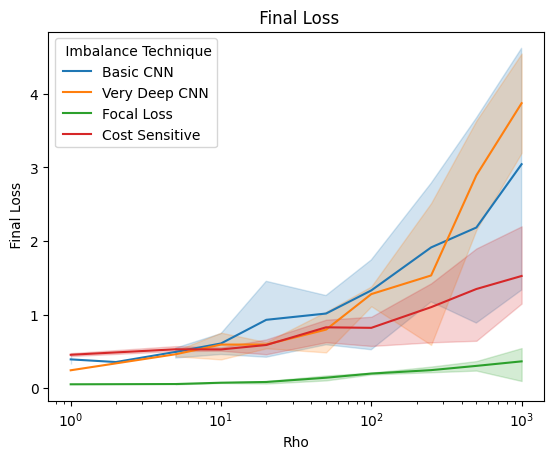 Final Loss
Imbalance Technique
Basic CNN
Very Deep CNN
Focal Loss
Cost Sensitive
Final Loss
4
3
2
1
0
10⁰
10¹
10²
10³
Rho